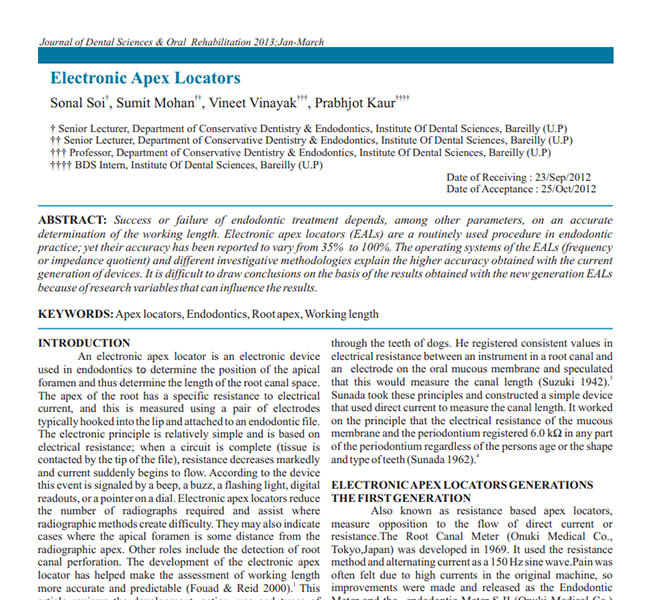 Journal of Dental Sciences & Oral Rehabilitation 2013;Jan-March
Electronic Apex Locators
Sonal Soi†, Sumit Mohan††, Vineet Vinayak†††, Prabhjot Kaur††††
† Senior Lecturer, Department of Conservative Dentistry & Endodontics, Institute Of Dental Sciences, Bareilly (U.P)
†† Senior Lecturer, Department of Conservative Dentistry & Endodontics, Institute Of Dental Sciences, Bareilly (U.P)
††† Professor, Department of Conservative Dentistry & Endodontics, Institute Of Dental Sciences, Bareilly (U.P)
†††† BDS Intern, Institute Of Dental Sciences, Bareilly (U.P)
Date of Receiving : 23/Sep/2012
Date of Acceptance : 25/Oct/2012
ABSTRACT: Success or failure of endodontic treatment depends, among other parameters, on an accurate
determination of the working length. Electronic apex locators (EALs) are a routinely used procedure in endodontic
practice; yet their accuracy has been reported to vary from 35% to 100%. The operating systems of the EALs (frequency
or impedance quotient) and different investigative methodologies explain the higher accuracy obtained with the current
generation of devices. It is difficult to draw conclusions on the basis of the results obtained with the new generation EALs
because of research variables that can influence the results.
KEYWORDS: Apex locators, Endodontics, Root apex, Working length
INTRODUCTION
An electronic apex locator is an electronic device
used in endodontics to determine the position of the apical
foramen and thus determine the length of the root canal space.
The apex of the root has a specific resistance to electrical
current, and this is measured using a pair of electrodes
typically hooked into the lip and attached to an endodontic file.
The electronic principle is relatively simple and is based on
electrical resistance; when a circuit is complete (tissue is
contacted by the tip of the file), resistance decreases markedly
and current suddenly begins to flow. According to the device
this event is signaled by a beep, a buzz, a flashing light, digital
readouts, or a pointer on a dial. Electronic apex locators reduce
the number of radiographs required and assist where
radiographic methods create difficulty. They may also indicate
cases where the apical foramen is some distance from the
radiographic apex. Other roles include the detection of root
canal perforation. The development of the electronic apex
locator has helped make the assessment of working length
more accurate and predictable (Fouad & Reid 2000).¹ This
through the teeth of dogs. He registered consistent values in
electrical resistance between an instrument in a root canal and
an electrode on the oral mucous membrane and speculated
that this would measure the canal length (Suzuki 1942).³
Sunada took these principles and constructed a simple device
that used direct current to measure the canal length. It worked
on the principle that the electrical resistance of the mucous
membrane and the periodontium registered 6.0 kΩ in any part
of the periodontium regardless of the persons age or the shape
and type of teeth (Sunada 1962).⁴
ELECTRONIC APEX LOCATORS GENERATIONS
THE FIRST GENERATION
Also known as resistance based apex locators,
measure opposition to the flow of direct current or
resistance.The Root Canal Meter (Onuki Medical Co.,
Tokyo,Japan) was developed in 1969. It used the resistance
method and alternating current as a 150 Hz sine wave.Pain was
often felt due to high currents in the original machine, so
improvements were made and released as the Endodontic